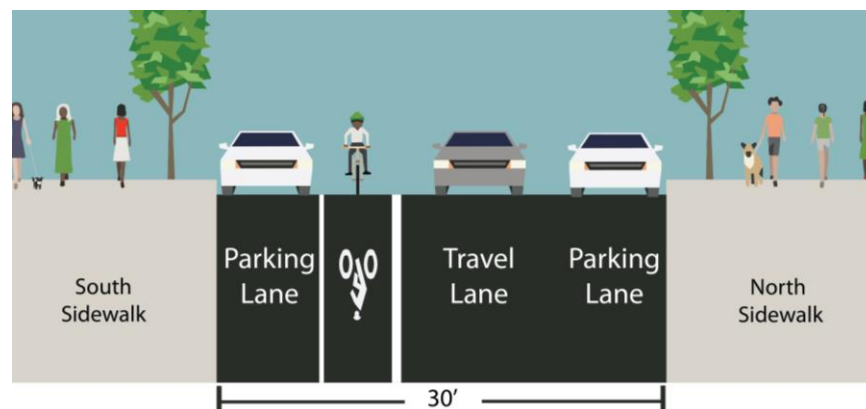 South
Sidewalk
Parking
Lane
Travel
Lane
Parking
Lane
North
Sidewalk
30'